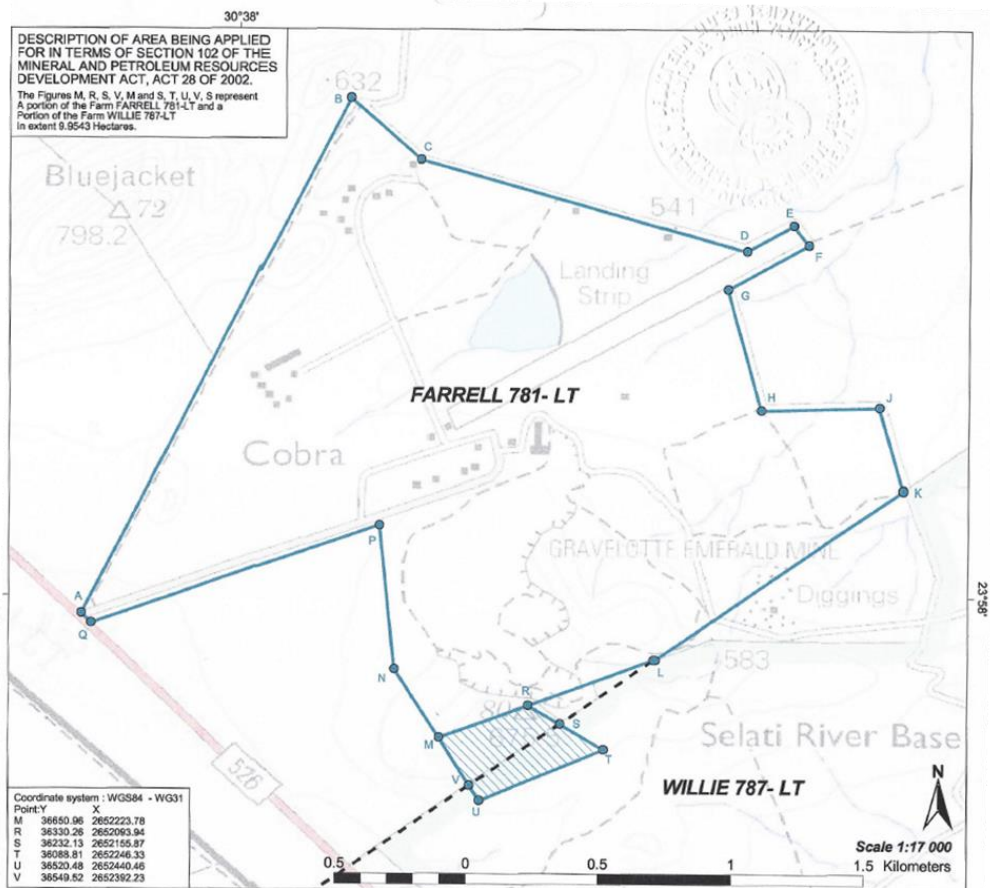 30°38'
DESCRIPTION OF AREA BEING APPLIED
FOR IN TERMS OF SECTION 102 OF THE
MINERAL AND PETROLEUM RESOURCES
DEVELOPMENT ACT, ACT 28 OF 2002.
The Figures M, R, S, V, M and S, T, U, V, S represent
A portion of the Farm FARRELL 781-LT and a
Portion of the Farm WILLIE 787-LT
In extent 9.9543 Hectares.
632
B
C
Bluejacket
72
798.2
541
E
D
F
Landing
Strip
G
FARRELL 781- LT
H
J
Cobra
K
P
GRAVELOTTE EMERALD MINE
Diggings
23°58'
A
Q
583
L
N
R
S
M
T
Selati River Base
V
U
WILLIE 787- LT
526
N
Coordinate system : WGS84 - WG31
Point:Y X
M 36650.96 2652223.78
R 36330.26 2652093.94
S 36232.13 2652155.87
T 36088.81 2652246.33
U 36520.48 2652440.46
V 36549.52 2652392.23
Scale 1:17 000
0.5 0 0.5 1 1.5 Kilometers